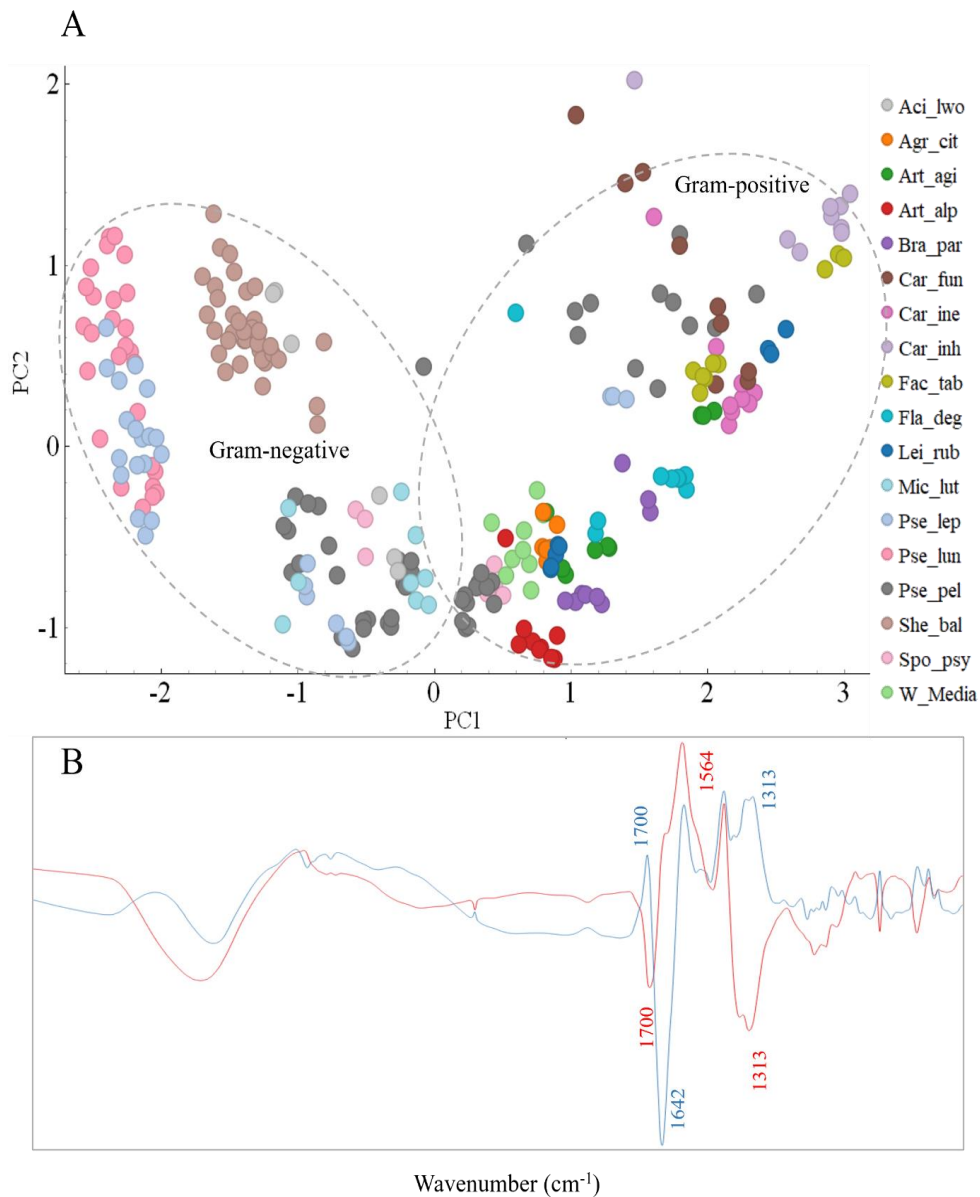 A
2
1
0
-1
PC2
-2
-1
0
1
2
3
PC1
Gram-negative
Gram-positive
Aci_lwo
Agr_cit
Art_agi
Art_alp
Bra_par
Car_fun
Car_ine
Car_inh
Fac_tab
Fla_deg
Lei_rub
Mic_lut
Pse_lep
Pse_lun
Pse_pel
She_bal
Spo_psy
W_Media
B
1700
1700
1642
1564
1313
1313
Wavenumber (cm-1)